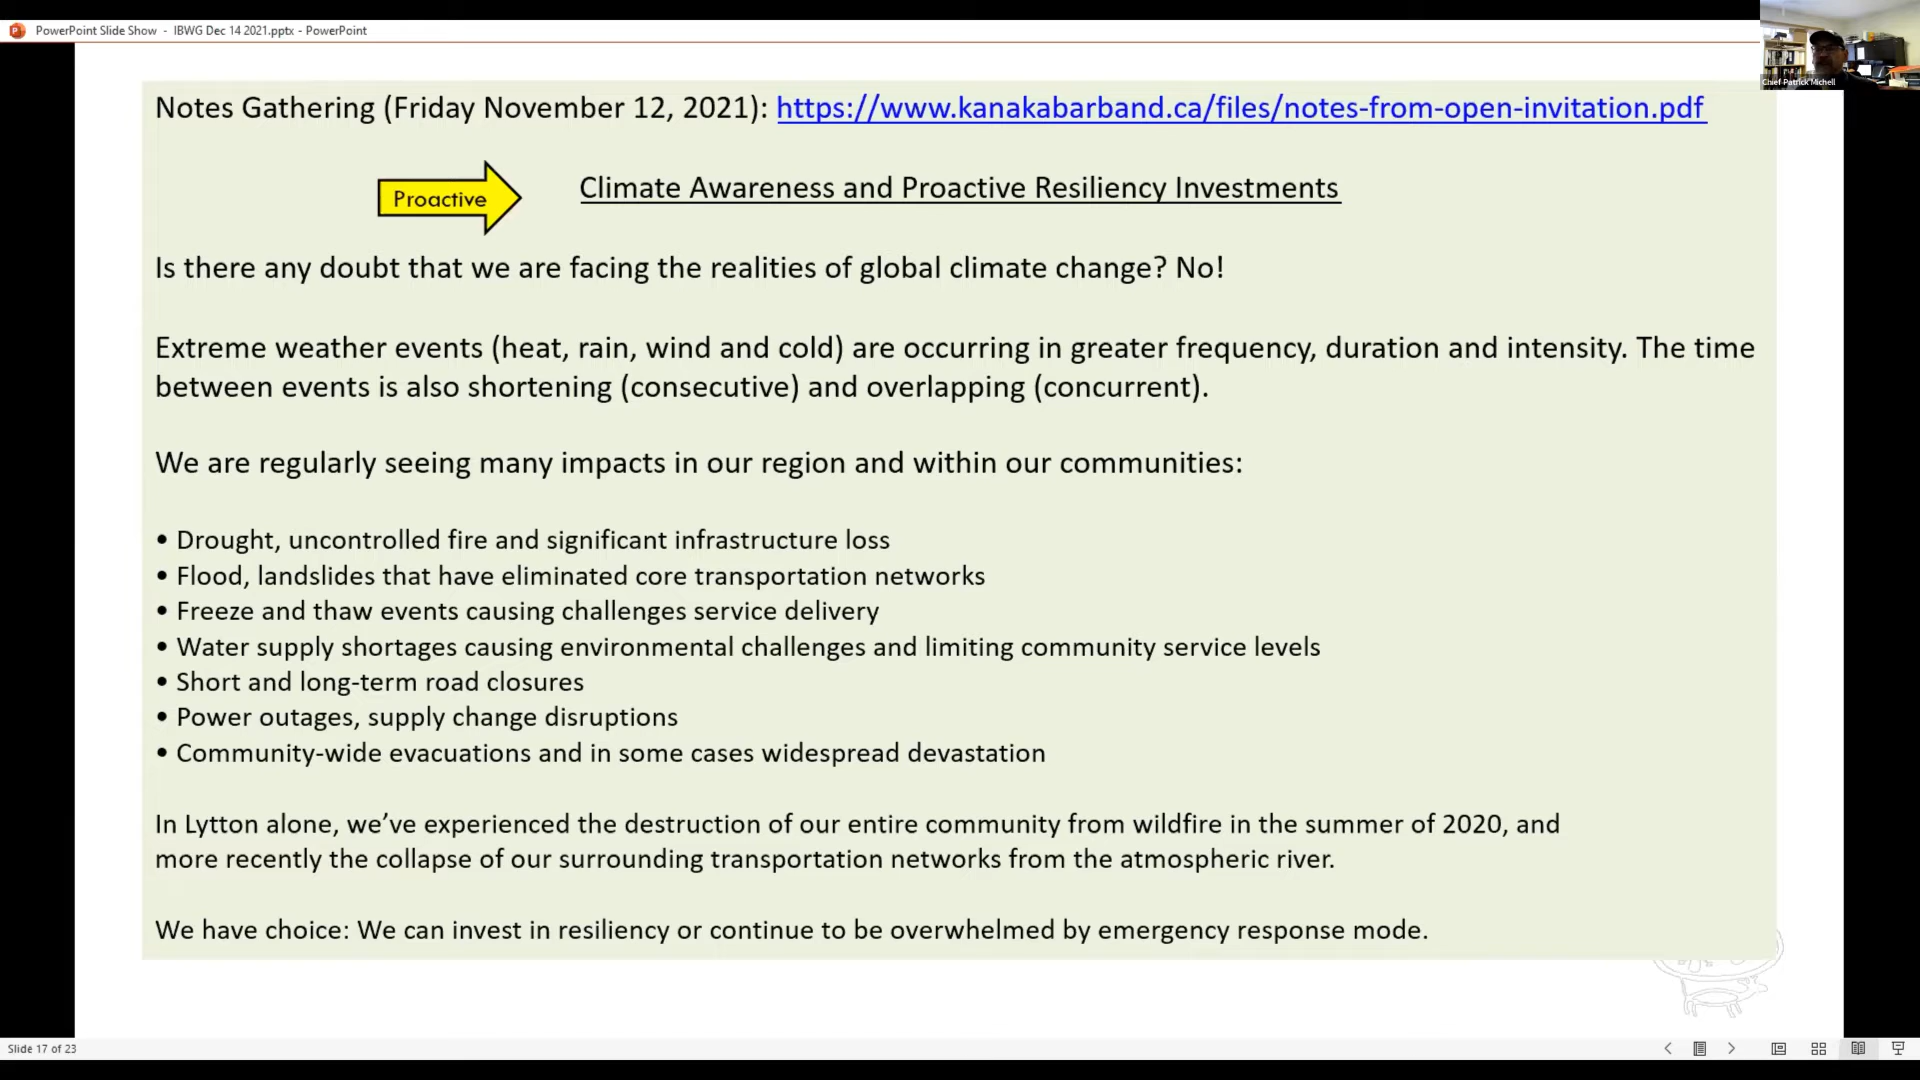 PowerPoint Slide Show - IBWG Dec 14 2021.pptx - PowerPoint
Chief Patrick Michell
Notes Gathering (Friday November 12, 2021): https://www.kanakabarband.ca/files/notes-from-open-invitation.pdf
Proactive
Climate Awareness and Proactive Resiliency Investments
Is there any doubt that we are facing the realities of global climate change? No!
Extreme weather events (heat, rain, wind and cold) are occurring in greater frequency, duration and intensity. The time
between events is also shortening (consecutive) and overlapping (concurrent).
We are regularly seeing many impacts in our region and within our communities:
• Drought, uncontrolled fire and significant infrastructure loss
• Flood, landslides that have eliminated core transportation networks
• Freeze and thaw events causing challenges service delivery
• Water supply shortages causing environmental challenges and limiting community service levels
• Short and long-term road closures
• Power outages, supply change disruptions
• Community-wide evacuations and in some cases widespread devastation
In Lytton alone, we’ve experienced the destruction of our entire community from wildfire in the summer of 2020, and
more recently the collapse of our surrounding transportation networks from the atmospheric river.
We have choice: We can invest in resiliency or continue to be overwhelmed by emergency response mode.
Slide 17 of 23